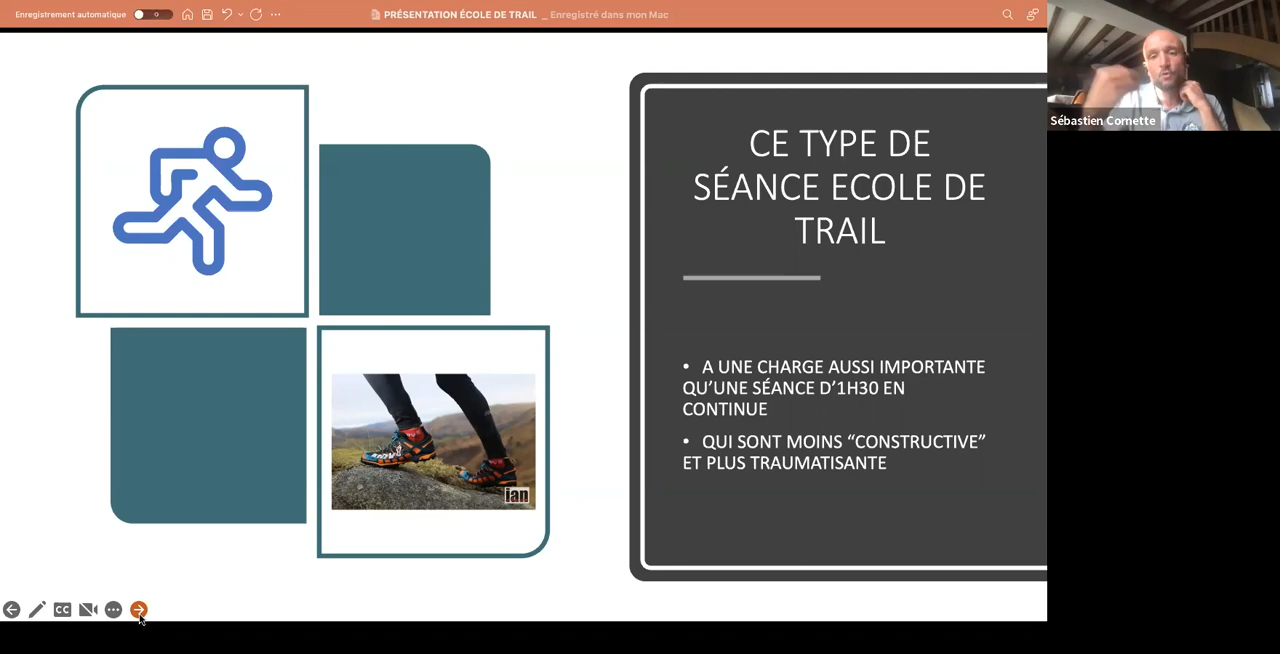 Enregistrement automatique
PRÉSENTATION ÉCOLE DE TRAIL _ Enregistré dans mon Mac
Sébastien Cornette
CE TYPE DE
SÉANCE ECOLE DE
TRAIL
• A UNE CHARGE AUSSI IMPORTANTE
QU’UNE SÉANCE D’1H30 EN
CONTINUE
• QUI SONT MOINS “CONSTRUCTIVE”
ET PLUS TRAUMATISANTE
ian
CC